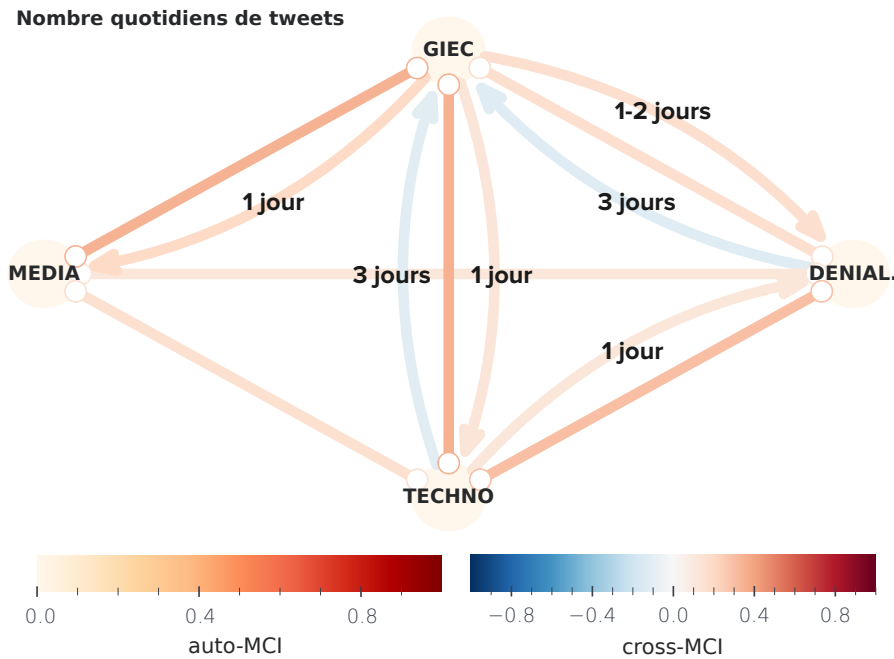 Nombre quotidiens de tweets
GIEC
1-2 jours
1 jour
3 jours
MEDIA
3 jours
1 jour
DENIAL.
1 jour
TECHNO
0.0
0.4
0.8
auto-MCI
−0.8
−0.4
0.0
0.4
0.8
cross-MCI